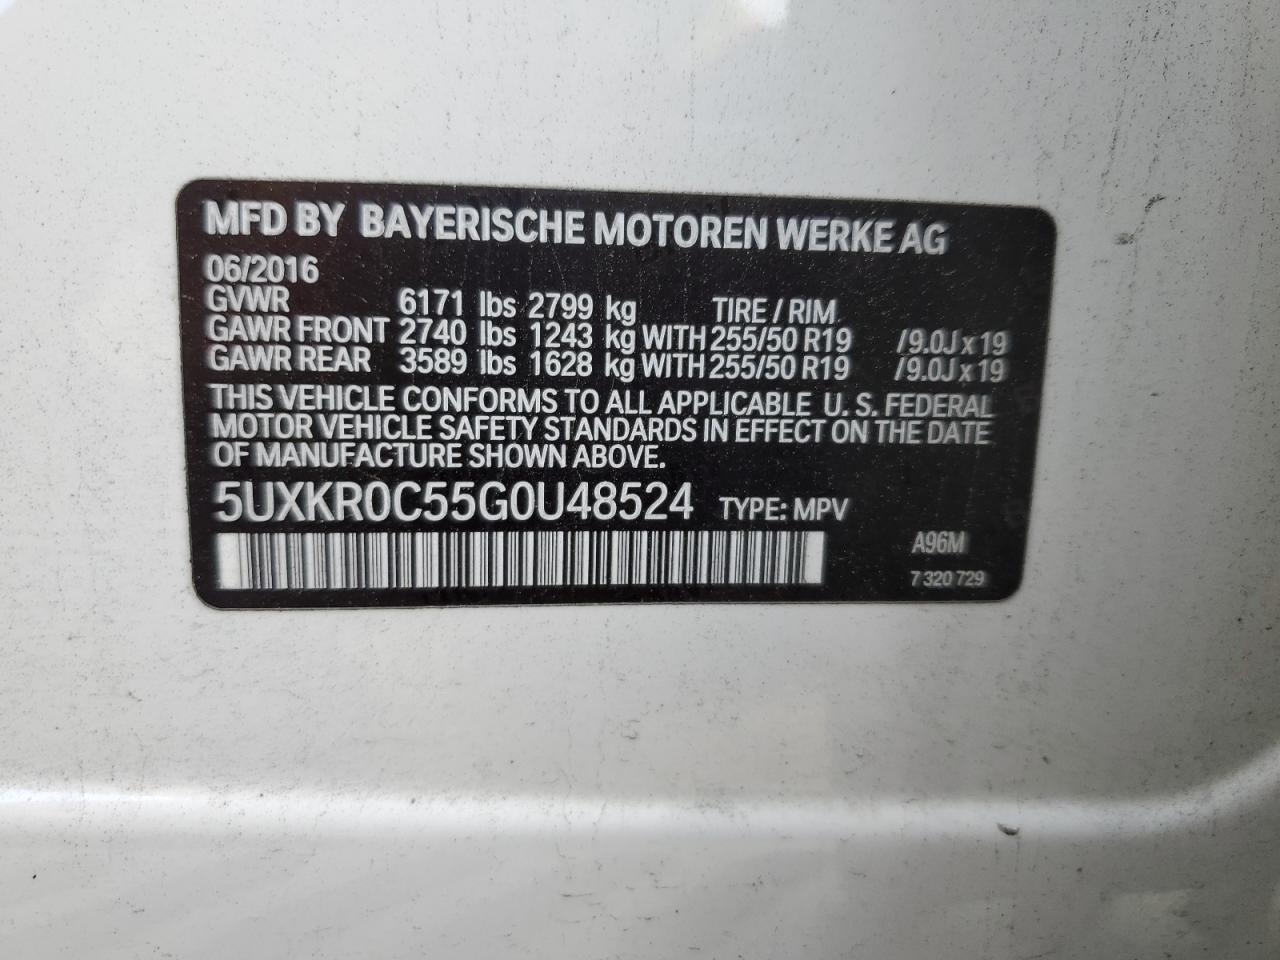 MFD BY BAYERISCHE MOTOREN WERKE AG
06/2016
GVWR 6171 lbs 2799 kg TIRE / RIM
GAWR FRONT 2740 lbs 1243 kg WITH 255/50 R19 /9.0J x 19
GAWR REAR 3589 lbs 1628 kg WITH 255/50 R19 /9.0J x 19
THIS VEHICLE CONFORMS TO ALL APPLICABLE U. S. FEDERAL
MOTOR VEHICLE SAFETY STANDARDS IN EFFECT ON THE DATE
OF MANUFACTURE SHOWN ABOVE.
5UXKR0C55G0U48524 TYPE: MPV
A96M
7 320 729